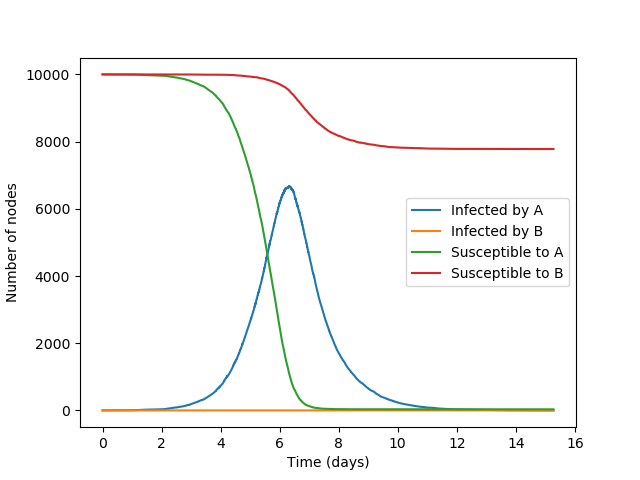 Number of nodes
10000
8000
6000
4000
2000
0
Infected by A
Infected by B
Susceptible to A
Susceptible to B
0 2 4 6 8 10 12 14 16
Time (days)